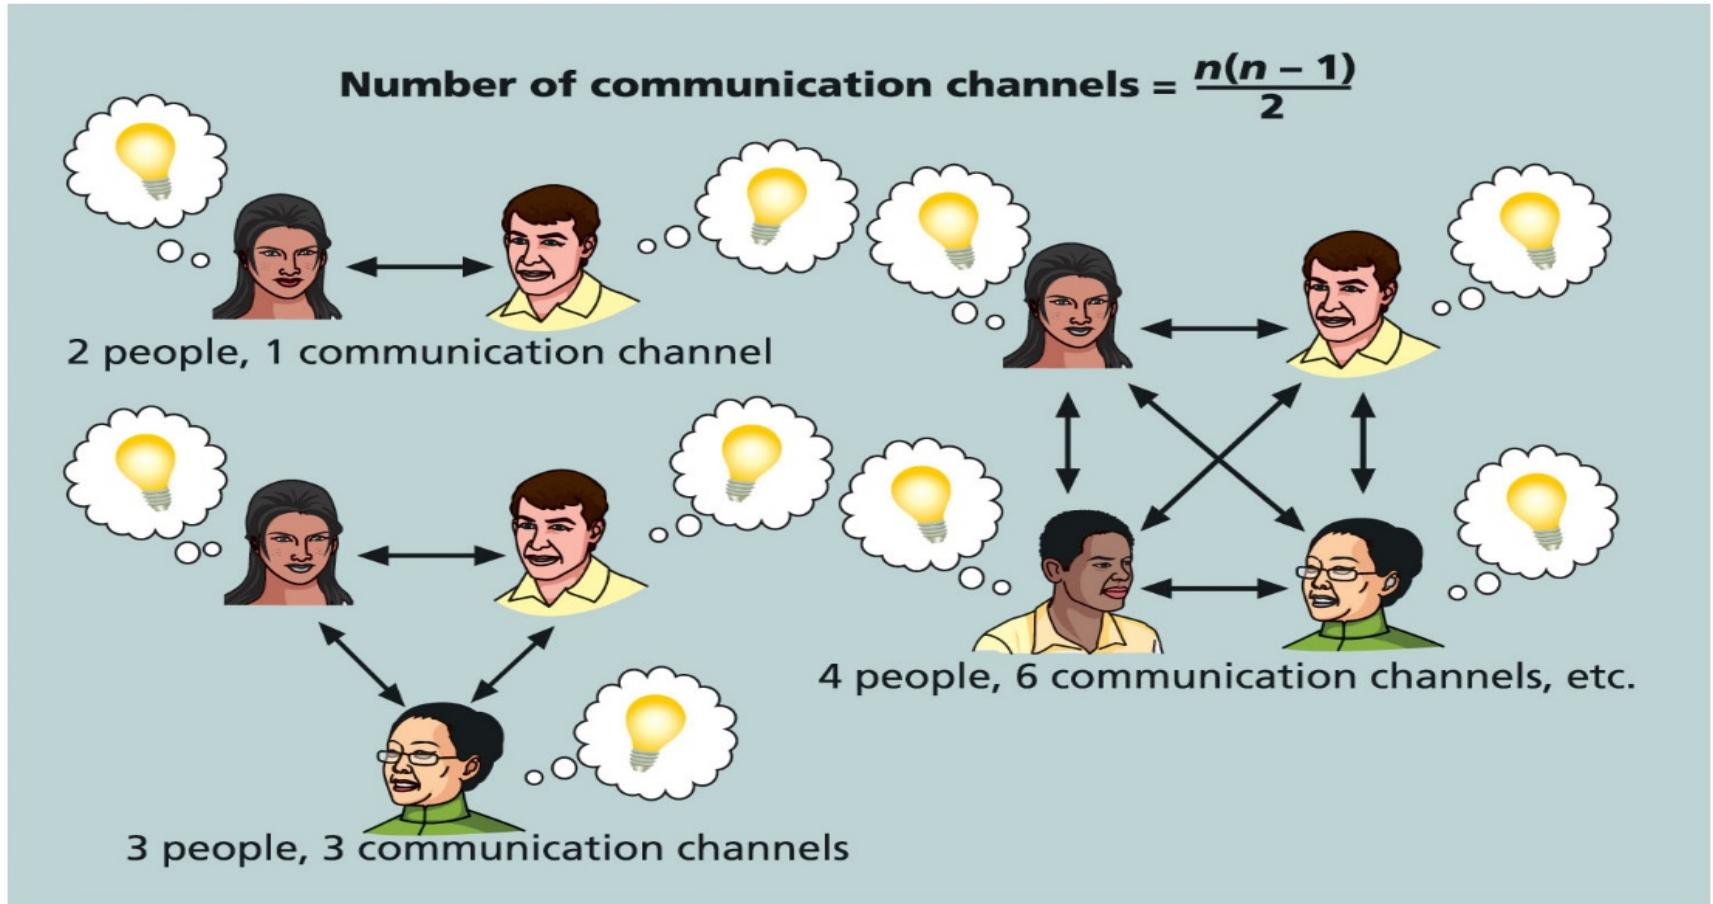 Number of communication channels = n(n – 1)
2
2 people, 1 communication channel
3 people, 3 communication channels
4 people, 6 communication channels, etc.